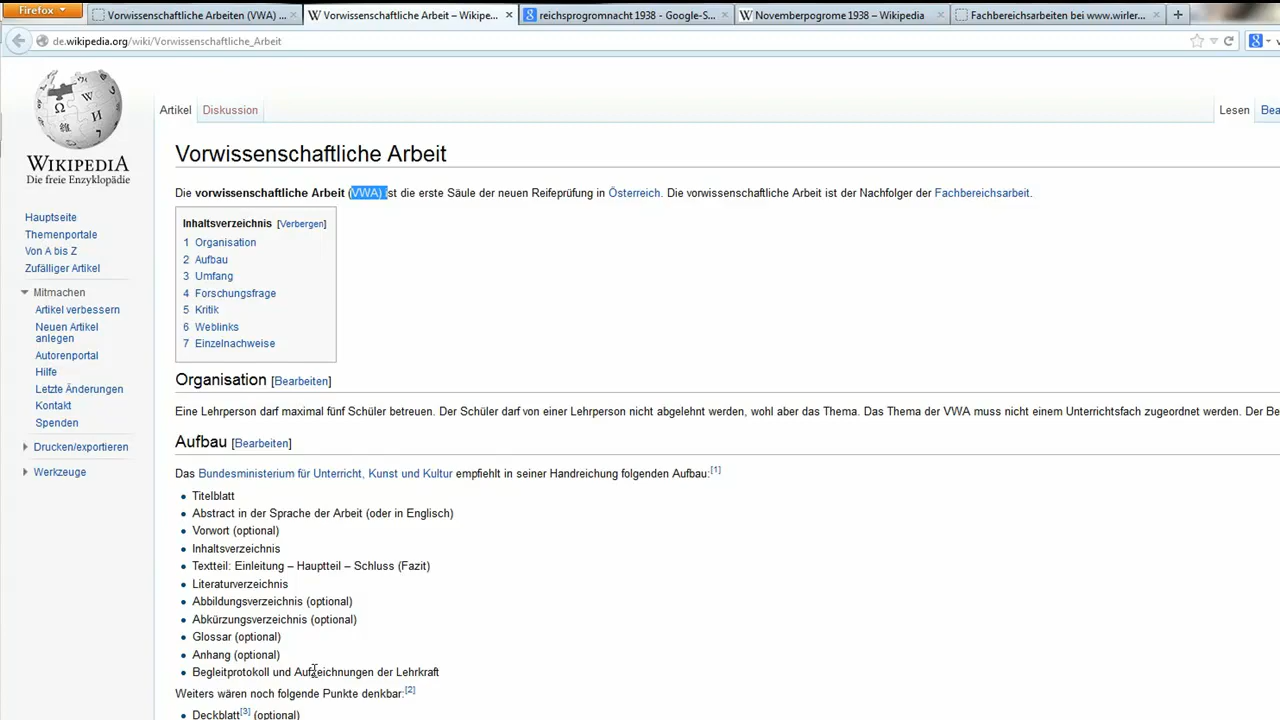 Firefox
Vorwissenschaftliche Arbeiten (VWA) ...
Vorwissenschaftliche Arbeit – Wikipe...
reichsprogromnacht 1938 - Google-S...
Novemberpogrome 1938 – Wikipedia
Fachbereichsarbeiten bei www.wirler...
de.wikipedia.org/wiki/Vorwissenschaftliche_Arbeit
WIKIPEDIA
Die freie Enzyklopädie
Hauptseite
Themenportale
Von A bis Z
Zufälliger Artikel
Mitmachen
Artikel verbessern
Neuen Artikel
anlegen
Autorenportal
Hilfe
Letzte Änderungen
Kontakt
Spenden
Drucken/exportieren
Werkzeuge
Artikel Diskussion
Lesen Bea
Vorwissenschaftliche Arbeit
Die vorwissenschaftliche Arbeit (VWA) ist die erste Säule der neuen Reifeprüfung in Österreich. Die vorwissenschaftliche Arbeit ist der Nachfolger der Fachbereichsarbeit.
Inhaltsverzeichnis [Verbergen]
1 Organisation
2 Aufbau
3 Umfang
4 Forschungsfrage
5 Kritik
6 Weblinks
7 Einzelnachweise
Organisation [Bearbeiten]
Eine Lehrperson darf maximal fünf Schüler betreuen. Der Schüler darf von einer Lehrperson nicht abgelehnt werden, wohl aber das Thema. Das Thema der VWA muss nicht einem Unterrichtsfach zugeordnet werden. Der Be
Aufbau [Bearbeiten]
Das Bundesministerium für Unterricht, Kunst und Kultur empfiehlt in seiner Handreichung folgenden Aufbau:[1]
• Titelblatt
• Abstract in der Sprache der Arbeit (oder in Englisch)
• Vorwort (optional)
• Inhaltsverzeichnis
• Textteil: Einleitung – Hauptteil – Schluss (Fazit)
• Literaturverzeichnis
• Abbildungsverzeichnis (optional)
• Abkürzungsverzeichnis (optional)
• Glossar (optional)
• Anhang (optional)
• Begleitprotokoll und Aufzeichnungen der Lehrkraft
Weiters wären noch folgende Punkte denkbar:[2]
• Deckblatt[3] (optional)